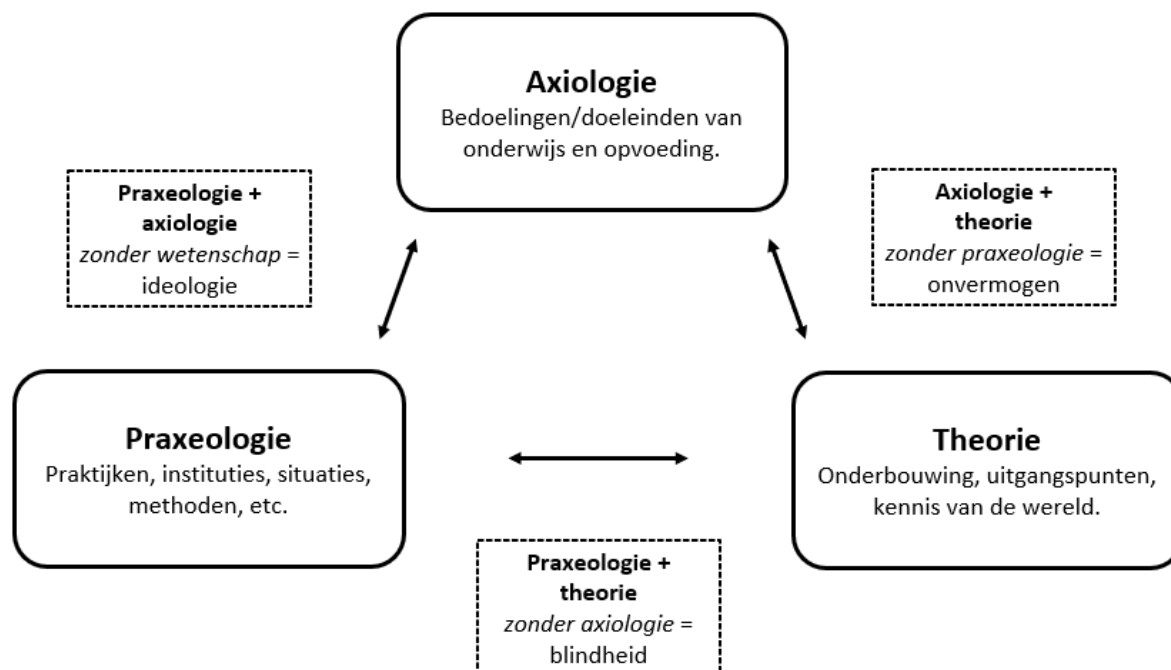 Axiologie
Bedoelingen/doeleinden van
onderwijs en opvoeding.
Praxeologie +
axiologie
zonder wetenschap =
ideologie
Axiologie +
theorie
zonder praxeologie =
onvermogen
Praxeologie
Praktijken, instituties, situaties,
methoden, etc.
Theorie
Onderbouwing, uitgangspunten,
kennis van de wereld.
Praxeologie +
theorie
zonder axiologie =
blindheid